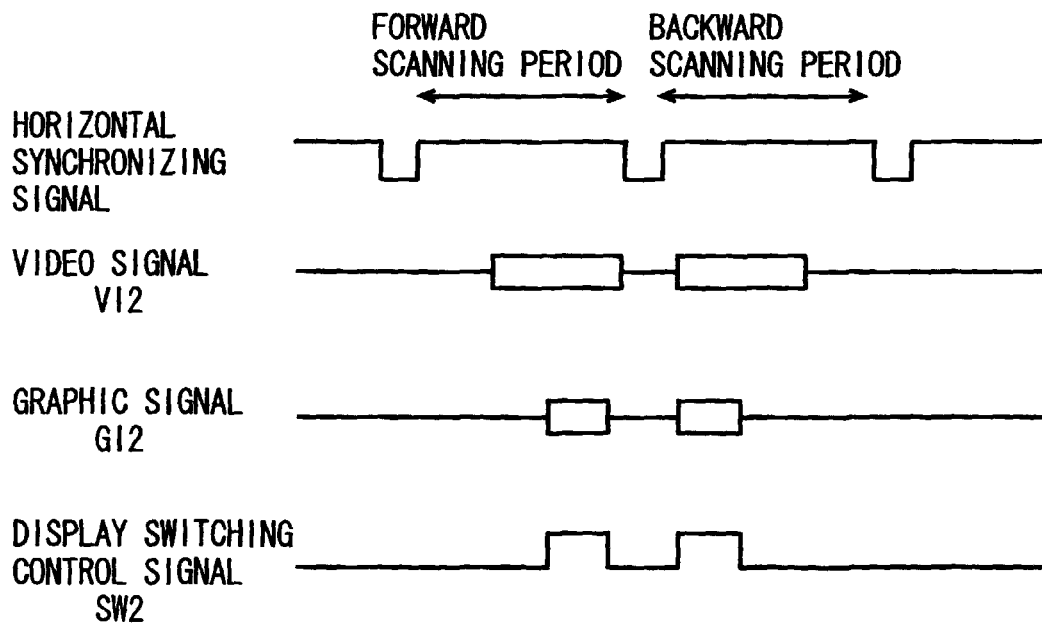 FORWARD
SCANNING PERIOD
BACKWARD
SCANNING PERIOD
HORIZONTAL
SYNCHRONIZING
SIGNAL
VIDEO SIGNAL
VI2
GRAPHIC SIGNAL
GI2
DISPLAY SWITCHING
CONTROL SIGNAL
SW2